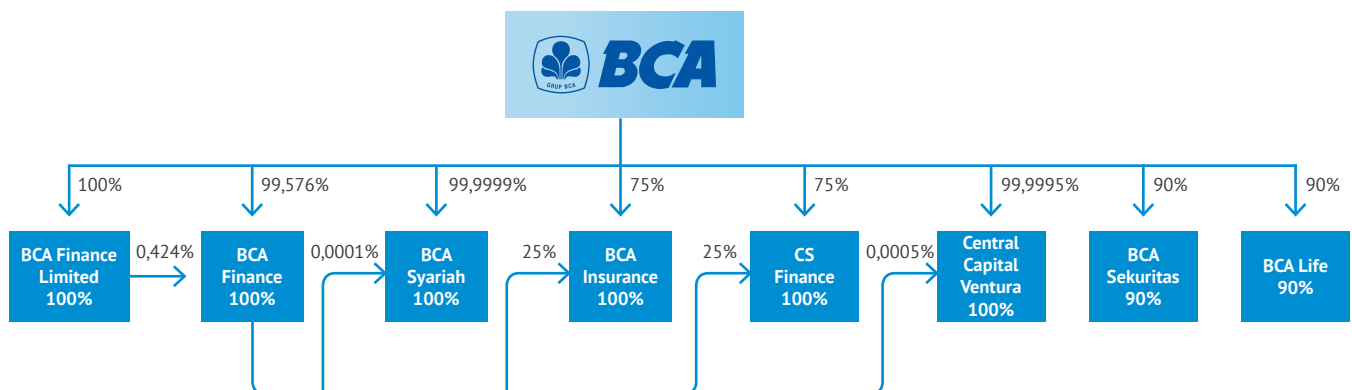 GRUP BCA
BCA
100%
99,576%
99,9999%
75%
75%
99,9995%
90%
90%
BCA Finance
Limited
100%
0,424%
BCA
Finance
100%
0,0001%
BCA
Syariah
100%
25%
BCA
Insurance
100%
25%
CS
Finance
100%
0,0005%
Central
Capital
Ventura
100%
BCA
Sekuritas
90%
BCA Life
90%